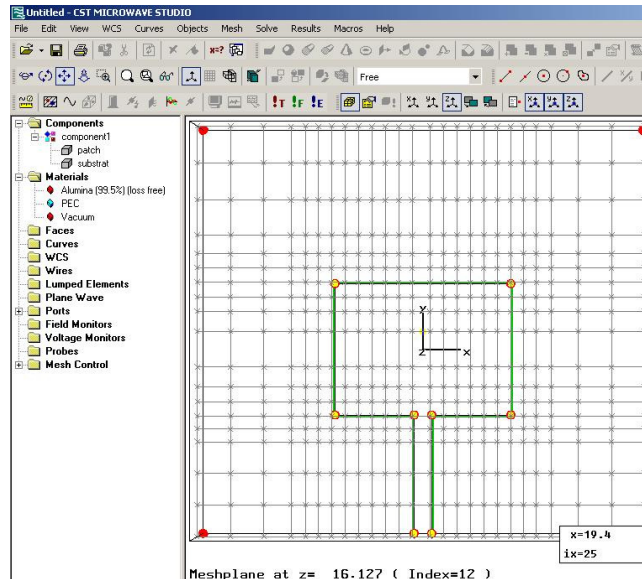 Untitled - CST MICROWAVE STUDIO
File Edit View WCS Curves Objects Mesh Solve Results Macros Help
x=?
Free
!T !F !E
Components
component1
patch
substrat
Materials
Alumina (99.5%) (loss free)
PEC
Vacuum
Faces
Curves
WCS
Wires
Lumped Elements
Plane Wave
Ports
Field Monitors
Voltage Monitors
Probes
Mesh Control
Y
Z X
x=19.4
ix=25
Meshplane at z= 16.127 ( Index=12 )